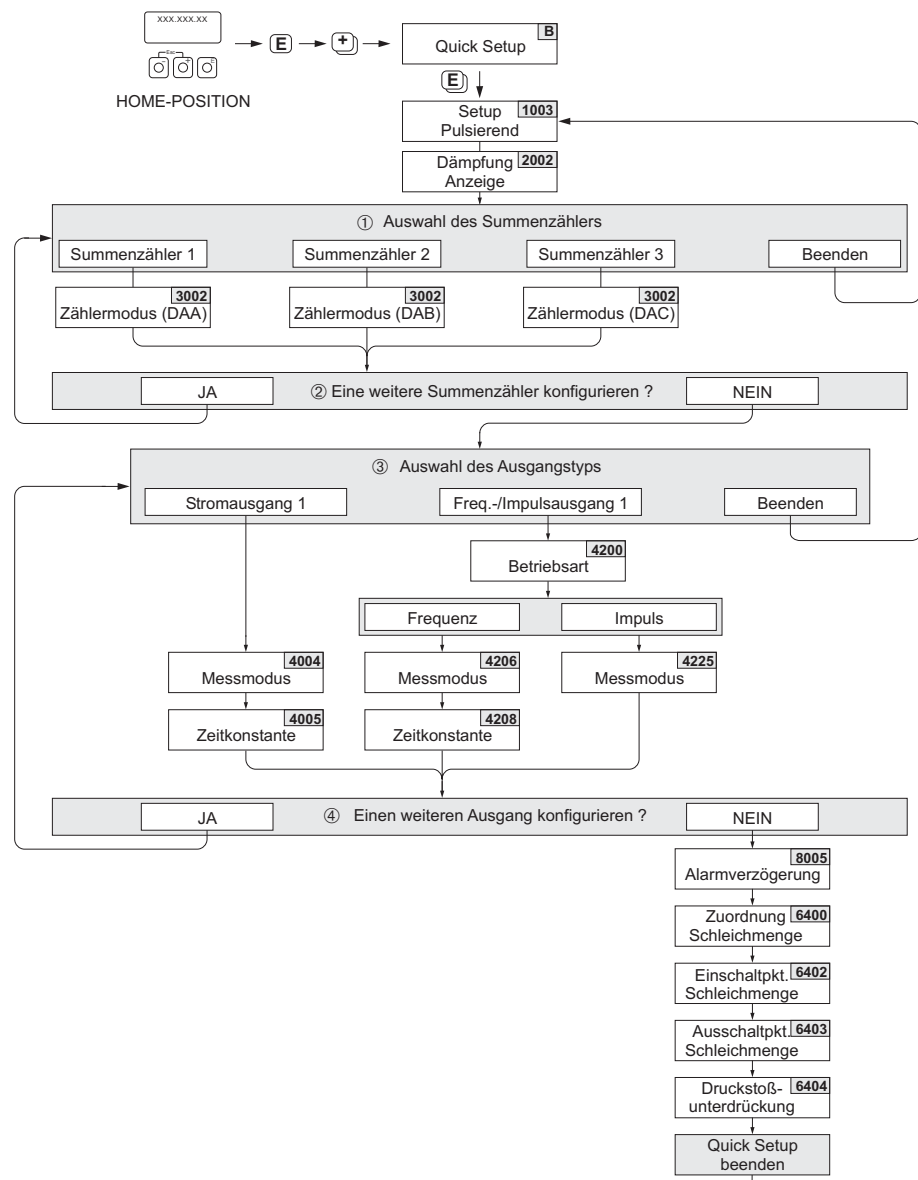 XXX.XXX.XX
Esc
- + E
HOME-POSITION
E
+
B
Quick Setup
E
Setup 1003
Pulsierend
Dämpfung 2002
Anzeige
① Auswahl des Summenzählers
Summenzähler 1
Summenzähler 2
Summenzähler 3
Beenden
3002
Zählermodus (DAA)
3002
Zählermodus (DAB)
3002
Zählermodus (DAC)
JA
② Eine weitere Summenzähler konfigurieren ?
NEIN
③ Auswahl des Ausgangstyps
Stromausgang 1
Freq.-/Impulsausgang 1
Beenden
4200
Betriebsart
Frequenz
Impuls
4004
Messmodus
4206
Messmodus
4225
Messmodus
4005
Zeitkonstante
4208
Zeitkonstante
JA
④ Einen weiteren Ausgang konfigurieren ?
NEIN
8005
Alarmverzögerung
Zuordnung 6400
Schleichmenge
Einschaltpkt. 6402
Schleichmenge
Ausschaltpkt. 6403
Schleichmenge
Druckstoß- 6404
unterdrückung
Quick Setup
beenden